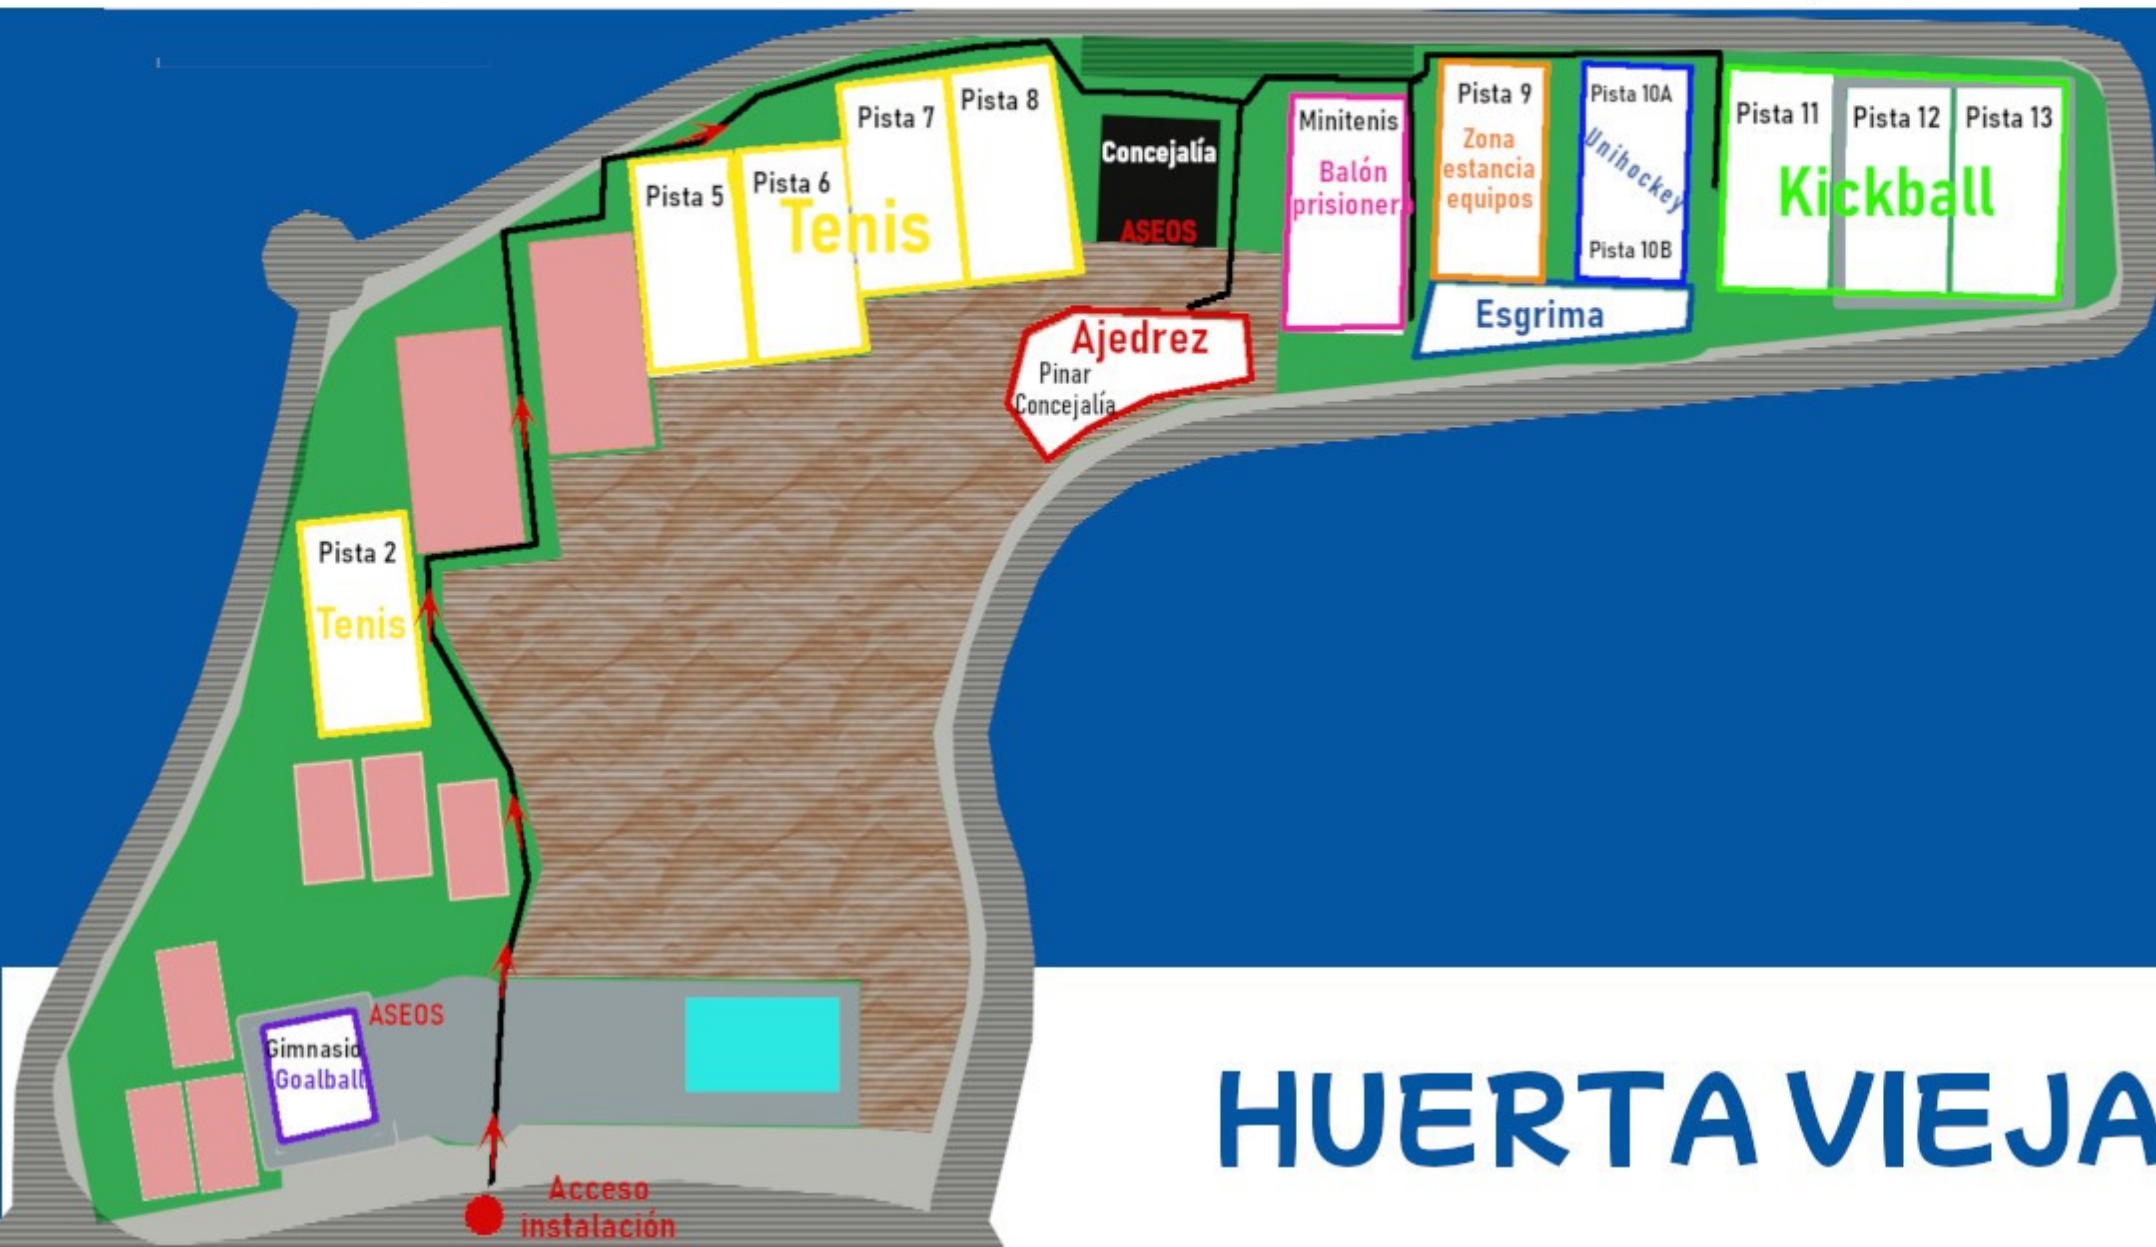 Pista 5
Pista 6
Pista 7
Pista 8
Tenis
Concejalía
ASEOS
Minitenis
Balón
prisionero
Pista 9
Zona
estancia
equipos
Pista 10A
Unihockey
Pista 10B
Pista 11
Pista 12
Pista 13
Kickball
Esgrima
Ajedrez
Pinar
Concejalía
Pista 2
Tenis
ASEOS
Gimnasio
Goalball
Acceso
instalación
HUERTA VIEJA